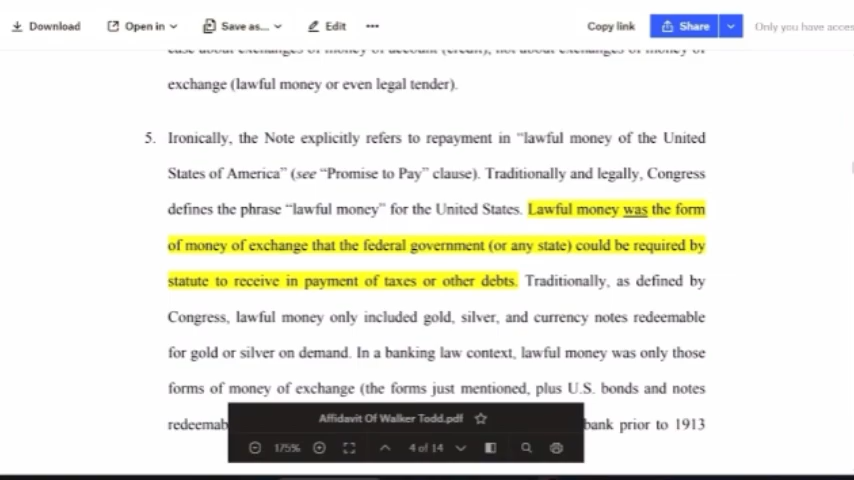 Download Open in Save as... Edit ... Copy link Share Only you have acces
exchange (lawful money or even legal tender).
5. Ironically, the Note explicitly refers to repayment in “lawful money of the United
States of America” (see “Promise to Pay” clause). Traditionally and legally, Congress
defines the phrase “lawful money” for the United States. Lawful money was the form
of money of exchange that the federal government (or any state) could be required by
statute to receive in payment of taxes or other debts. Traditionally, as defined by
Congress, lawful money only included gold, silver, and currency notes redeemable
for gold or silver on demand. In a banking law context, lawful money was only those
forms of money of exchange (the forms just mentioned, plus U.S. bonds and notes
redeemab bank prior to 1913
Affidavit Of Walker Todd.pdf
175% 4 of 14